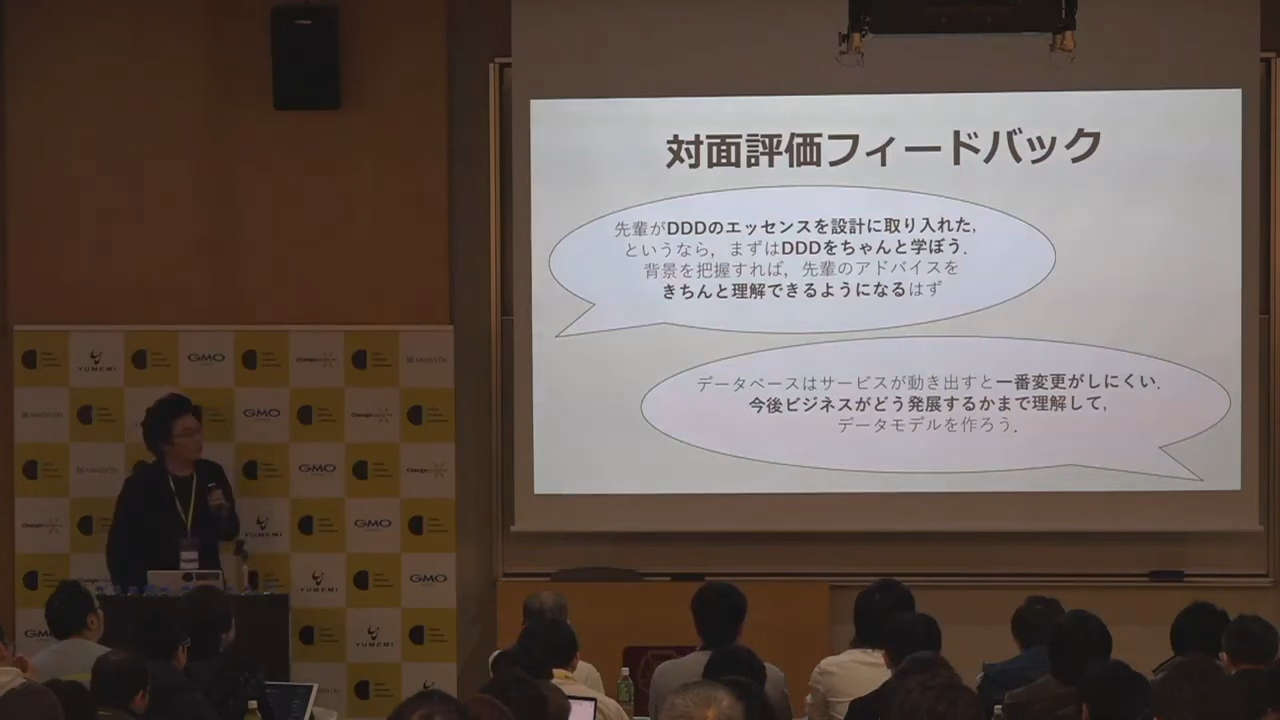 対面評価フィードバック
先輩がDDDのエッセンスを設計に取り入れた,
というなら，まずはDDDをちゃんと学ぼう．
背景を把握すれば，先輩のアドバイスを
きちんと理解できるようになるはず
データベースはサービスが動き出すと一番変更がしにくい．
今後ビジネスがどう発展するかまで理解して,
データモデルを作ろう．
YUMEMI
GMO
GMO
GMO
YUMEMI
GMO
YUMEMI
GMO
YUMEMI